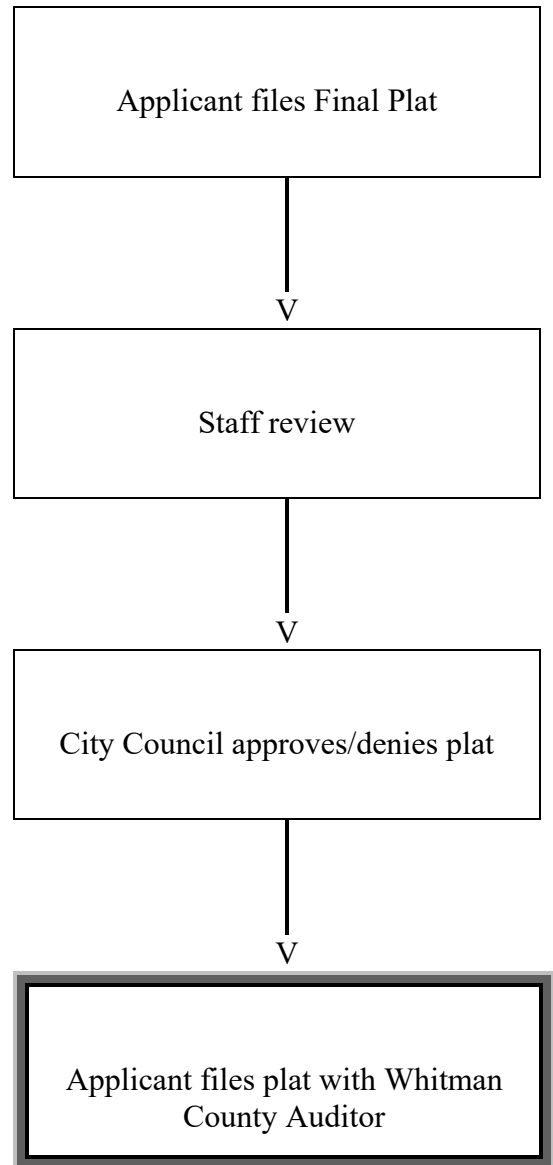 Applicant files Final Plat
V
Staff review
V
City Council approves/denies plat
V
Applicant files plat with Whitman
County Auditor